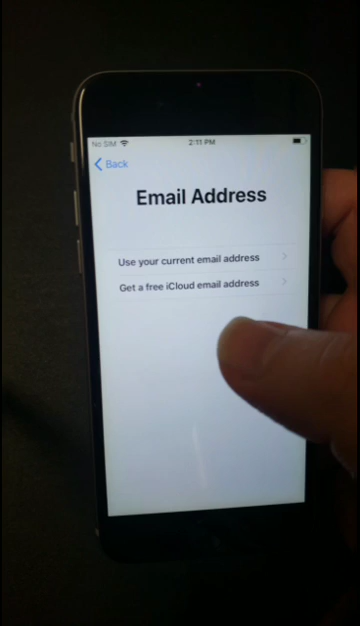 No SIM 2:11 PM
Back
Email Address
Use your current email address
Get a free iCloud email address